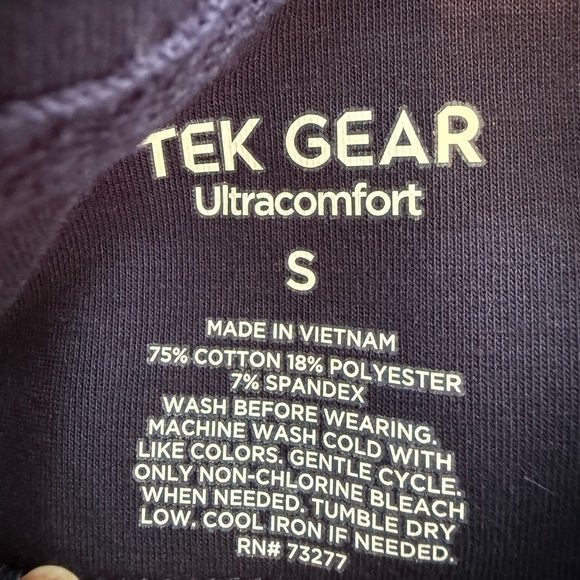 TEK GEAR
Ultracomfort
S
MADE IN VIETNAM
75% COTTON 18% POLYESTER
7% SPANDEX
WASH BEFORE WEARING.
MACHINE WASH COLD WITH
LIKE COLORS. GENTLE CYCLE.
ONLY NON-CHLORINE BLEACH
WHEN NEEDED. TUMBLE DRY
LOW. COOL IRON IF NEEDED.
RN# 73277